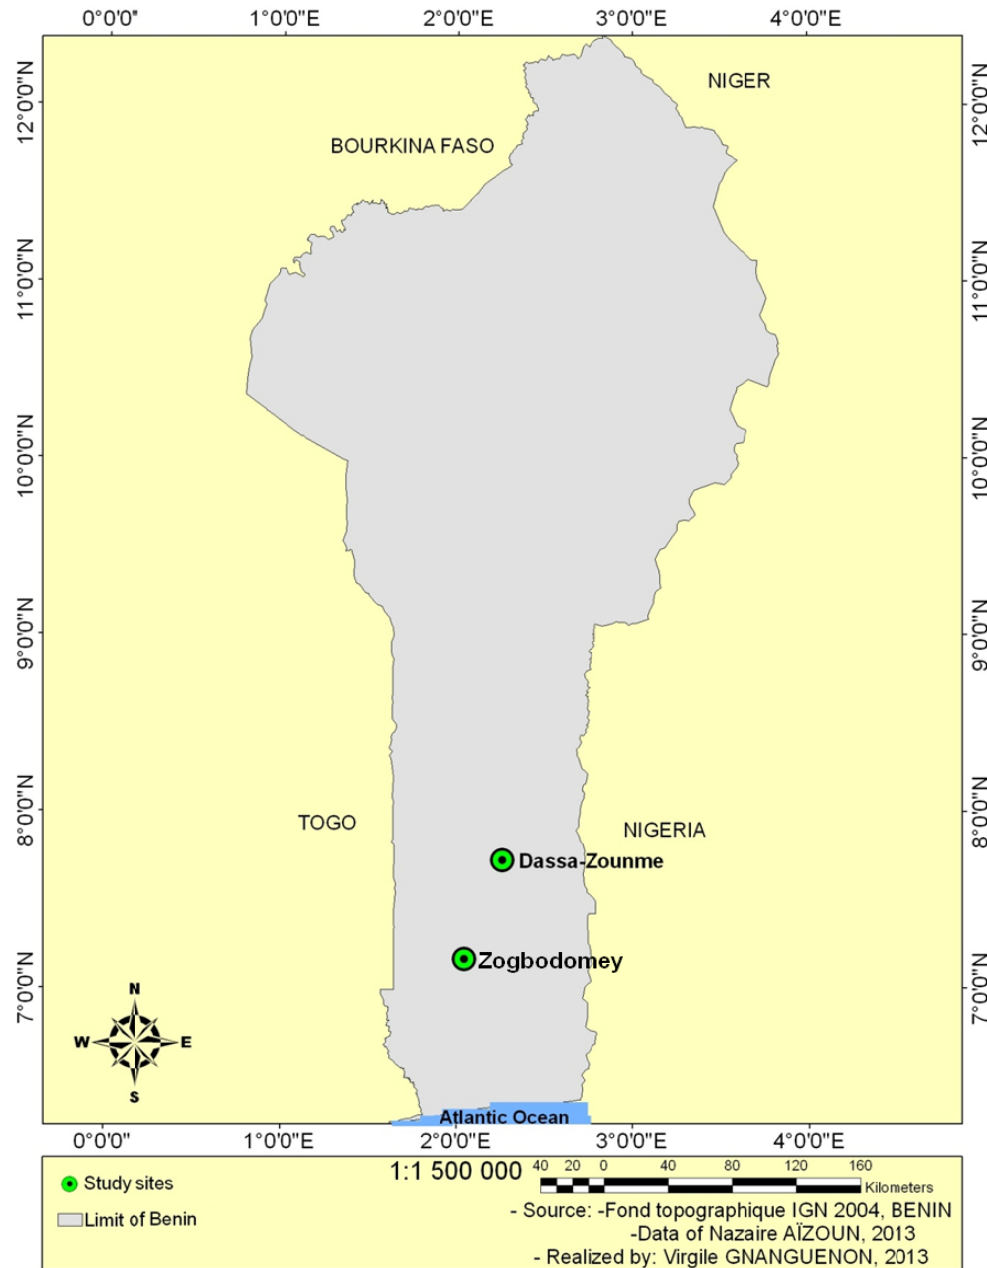 0°0'0" 1°0'0"E 2°0'0"E 3°0'0"E 4°0'0"E
12°0'0"N
12°0'0"N
NIGER
BOURKINA FASO
11°0'0"N
11°0'0"N
10°0'0"N
10°0'0"N
9°0'0"N
9°0'0"N
8°0'0"N
8°0'0"N
TOGO
NIGERIA
Dassa-Zounme
Zogbodomey
7°0'0"N
7°0'0"N
N
W E
S
Atlantic Ocean
0°0'0" 1°0'0"E 2°0'0"E 3°0'0"E 4°0'0"E
1:1 500 000
40 20 0 40 80 120 160
Kilometers
Study sites
Limit of Benin
- Source: -Fond topographique IGN 2004, BENIN
-Data of Nazaire AÏZOUN, 2013
- Realized by: Virgile GNANGUENON, 2013